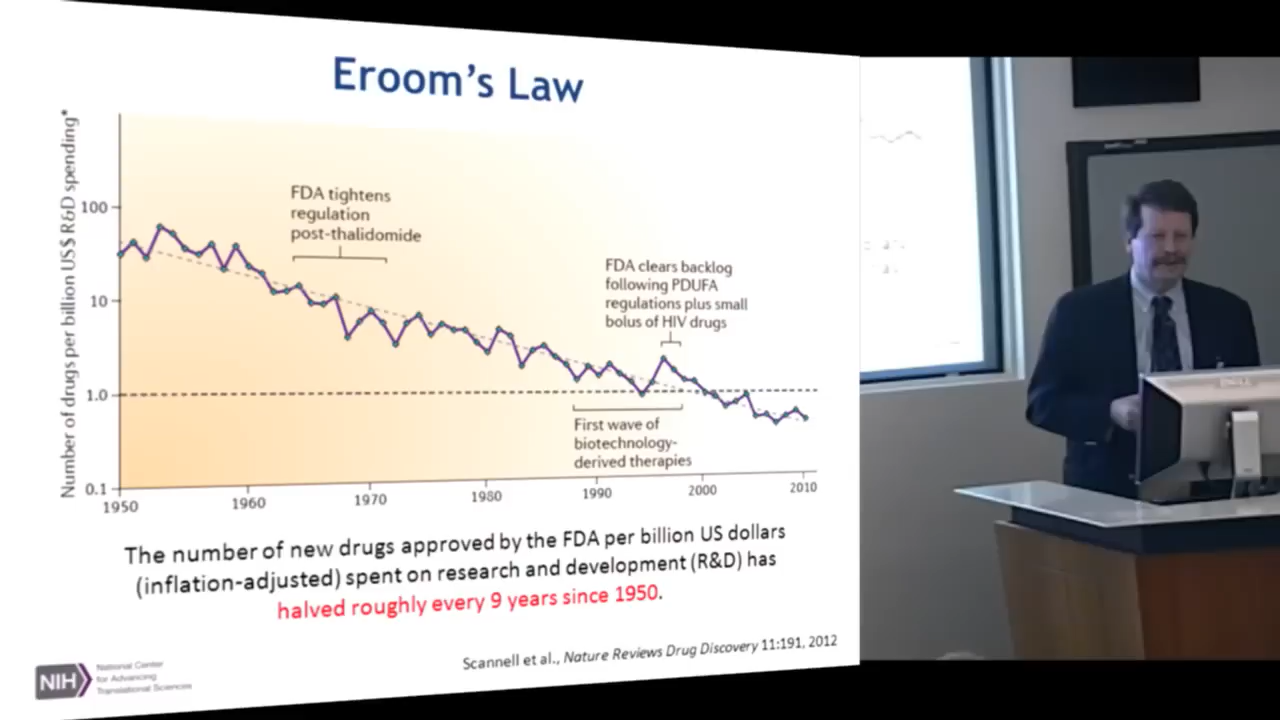 Eroom's Law
Number of drugs per billion US$ R&D spending*
100
10
1.0
0.1
FDA tightens
regulation
post-thalidomide
FDA clears backlog
following PDUFA
regulations plus small
bolus of HIV drugs
First wave of
biotechnology-
derived therapies
1950
1960
1970
1980
1990
2000
2010
The number of new drugs approved by the FDA per billion US dollars
(inflation-adjusted) spent on research and development (R&D) has
halved roughly every 9 years since 1950.
Scannell et al., Nature Reviews Drug Discovery 11:191, 2012
NIH
National Center
for Advancing
Translational Sciences
DELL